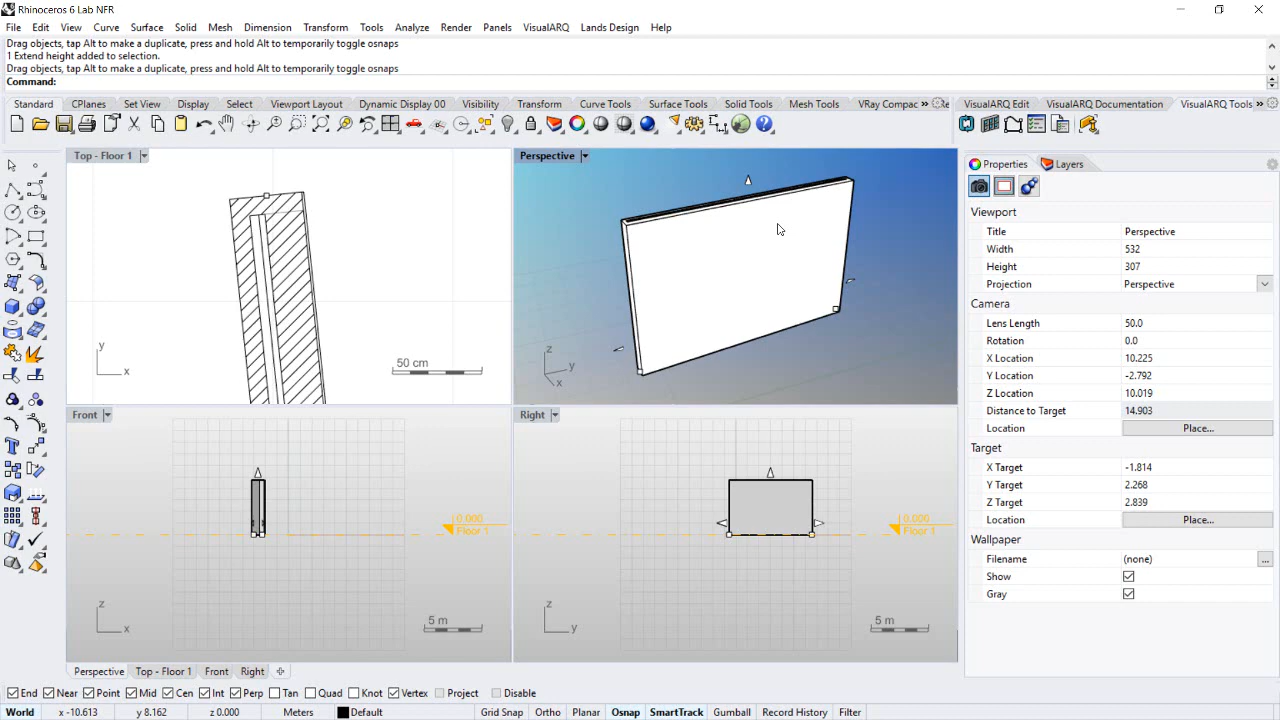 Rhinoceros 6 Lab NFR
File Edit View Curve Surface Solid Mesh Dimension Transform Tools Analyze Render Panels VisualARQ Lands Design Help
Drag objects, tap Alt to make a duplicate, press and hold Alt to temporarily toggle osnaps
1 Extend height added to selection.
Drag objects, tap Alt to make a duplicate, press and hold Alt to temporarily toggle osnaps
Command:
Standard CPlanes Set View Display Select Viewport Layout Dynamic Display 00 Visibility Transform Curve Tools Surface Tools Solid Tools Mesh Tools VRay Compac » VisualARQ Edit VisualARQ Documentation VisualARQ Tools »
Top - Floor 1
Perspective
Properties Layers
Viewport
Title Perspective
Width 532
Height 307
Projection Perspective
Camera
Lens Length 50.0
Rotation 0.0
X Location 10.225
Y Location -2.792
Z Location 10.019
Distance to Target 14.903
Location Place...
Target
X Target -1.814
Y Target 2.268
Z Target 2.839
Location Place...
Wallpaper
Filename (none) ...
Show
Gray
y
x
50 cm
z
y
x
Front
Right
0.000
Floor 1
0.000
Floor 1
z
x
5 m
z
y
5 m
Perspective Top - Floor 1 Front Right
End Near Point Mid Cen Int Perp Tan Quad Knot Vertex Project Disable
World x -10.613 y 8.162 z 0.000 Meters Default Grid Snap Ortho Planar Osnap SmartTrack Gumball Record History Filter